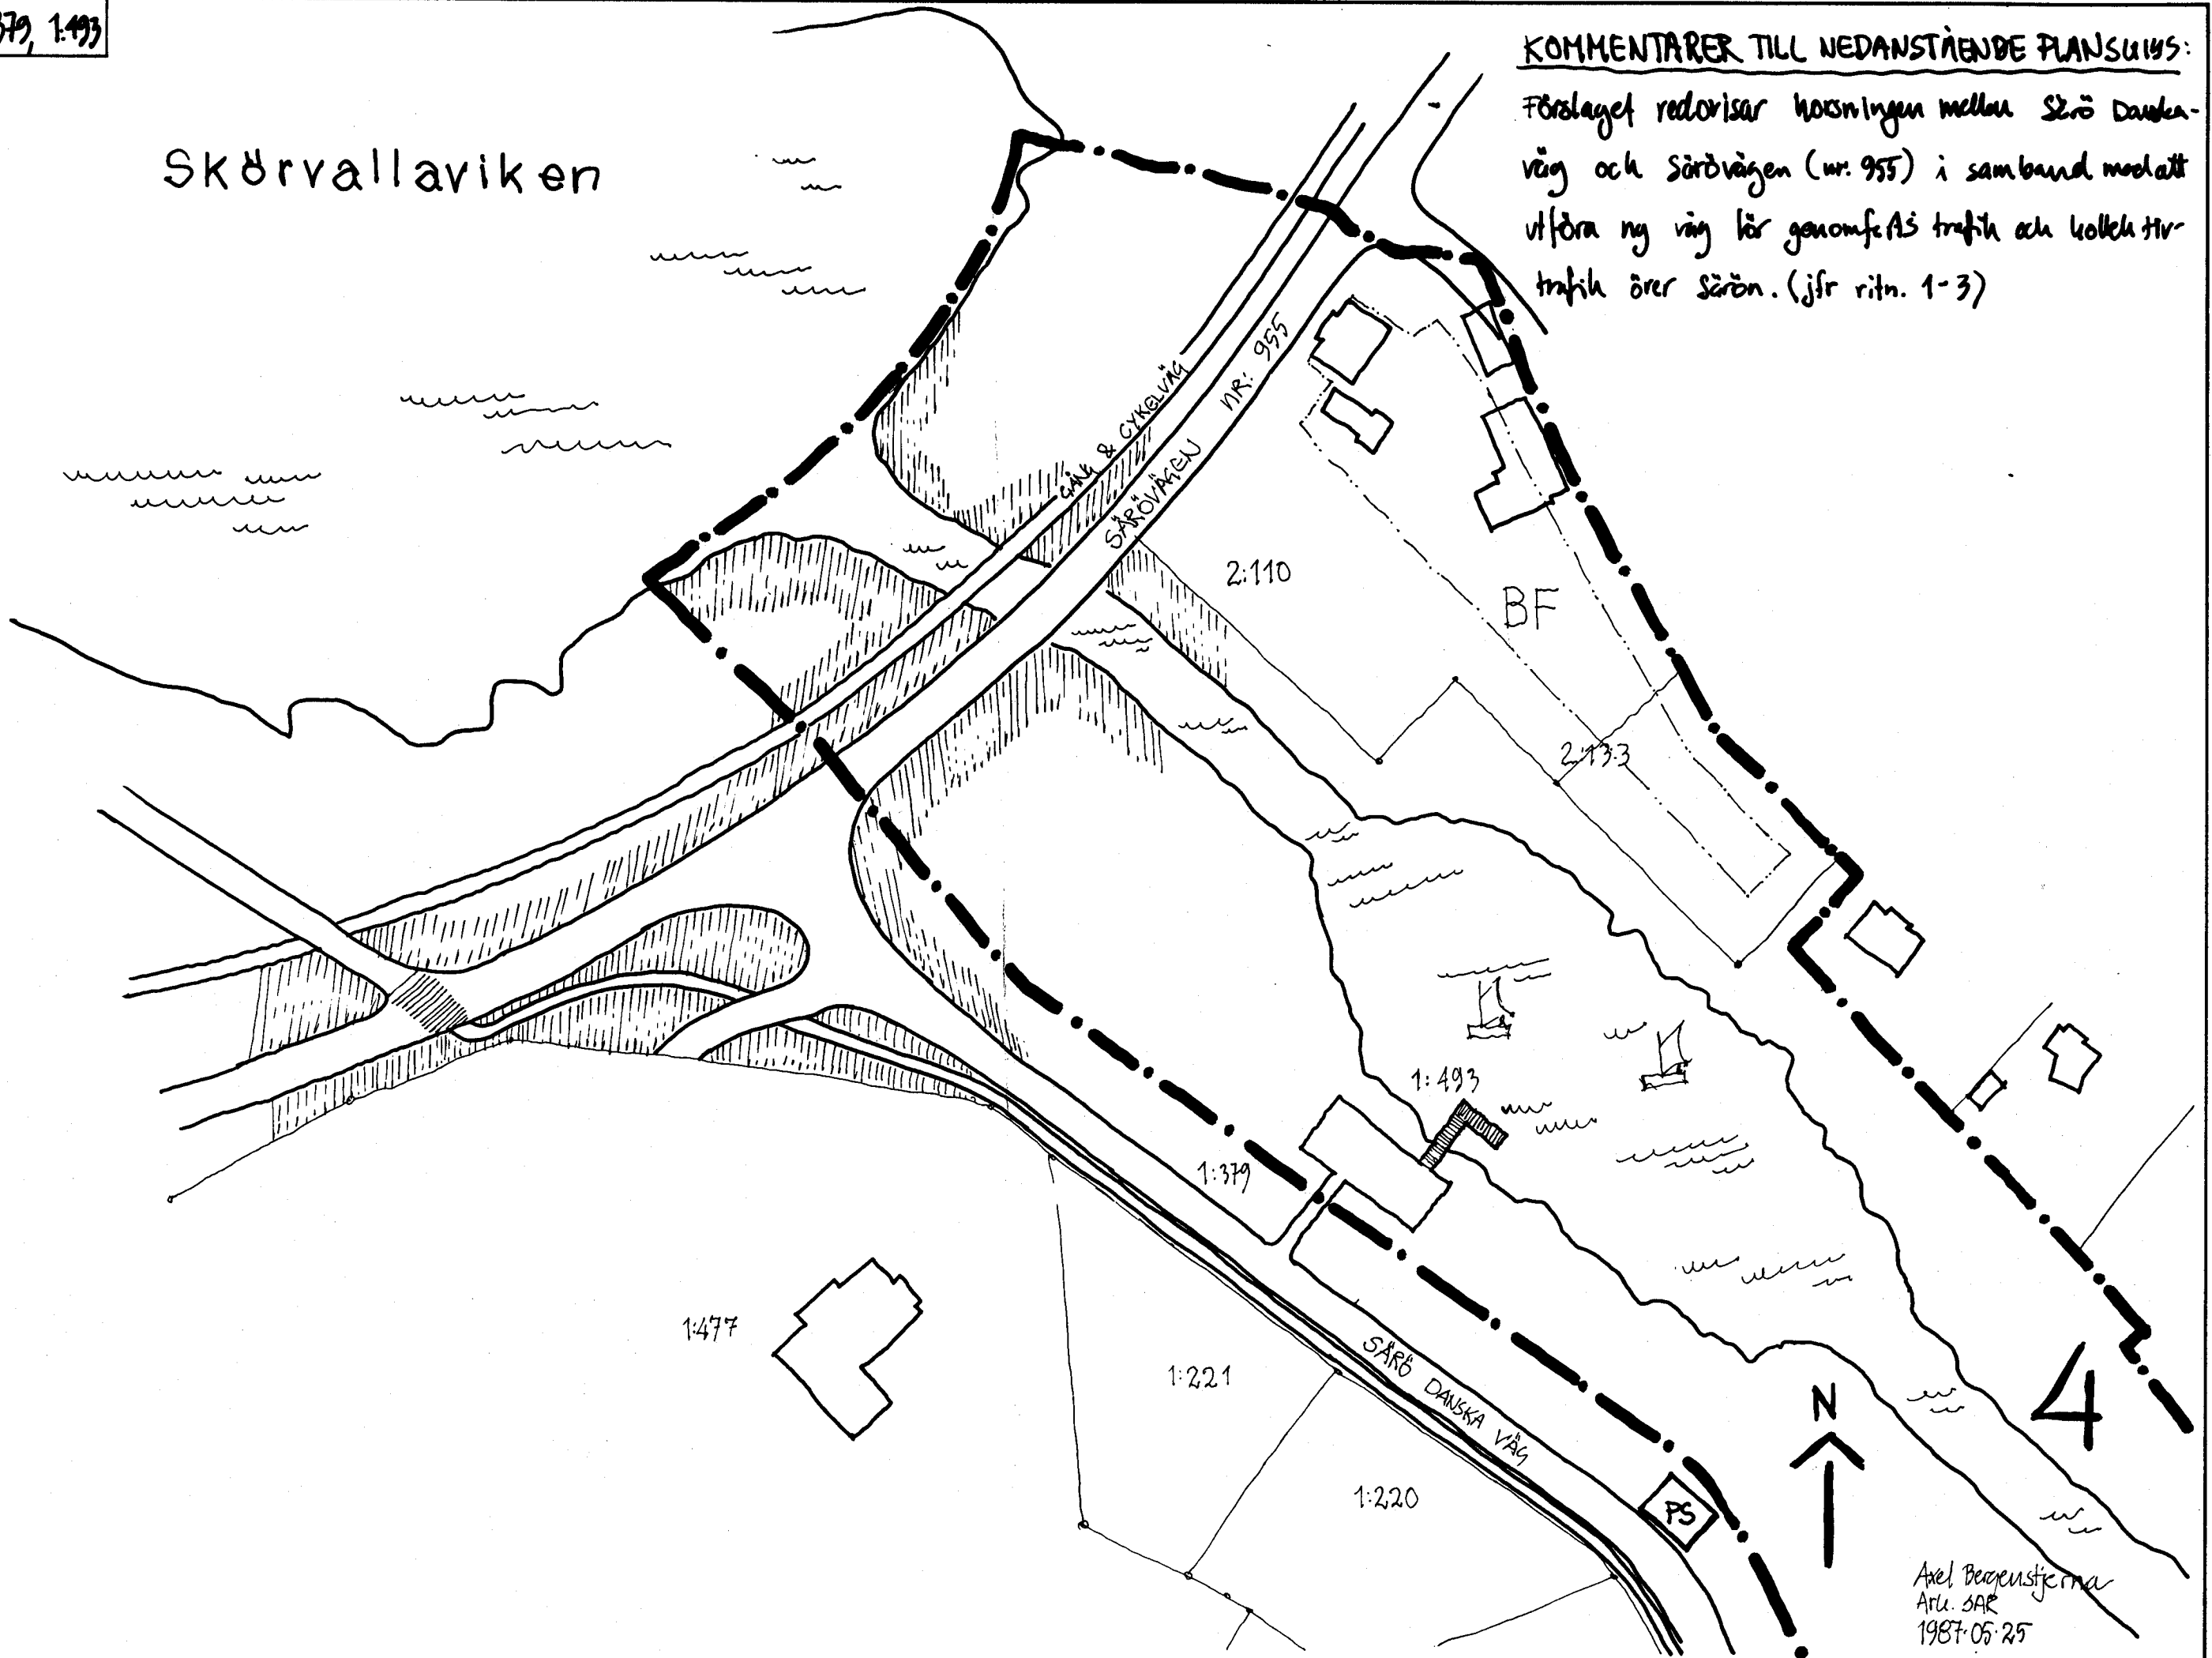 379, 1:493
KOMMENTARER TILL NEDANSTÅENDE PLANSKISS:
Förslaget redovisar korsningen mellan Särö Danska-
väg och Särövägen (nr. 955) i samband med att
utföra ny väg för genomfarts trafik och kollektiv-
trafik över Särön. (jfr ritn. 1-3)
Skörvallaviken
GÅNG & CYKELVÄG
SÄRÖVÄGEN NR: 955
2:110
BF
2:133
1:493
1:379
1:477
1:221
1:220
SÄRÖ DANSKA VÄG
PS
N
4
Axel Bergenstjerna
Ark. SAR
1987.05.25